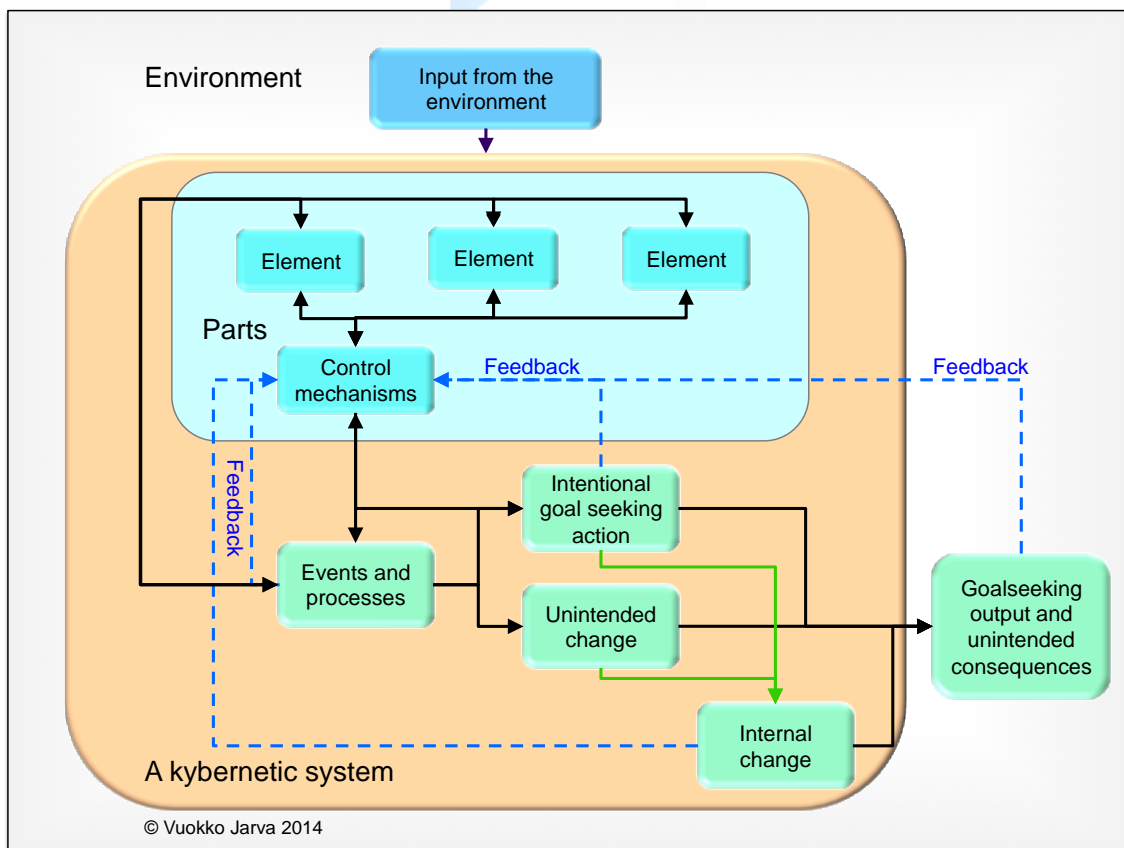 Environment
Input from the
environment
Element
Element
Element
Parts
Control
mechanisms
Feedback
Feedback
Feedback
Intentional
goal seeking
action
Events and
processes
Unintended
change
Goalseeking
output and
unintended
consequences
Internal
change
A kybernetic system
© Vuokko Jarva 2014